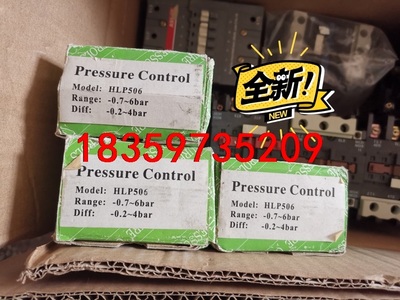 Pressure Control
Model: HLP506
Range: -0.7~6bar
Diff: -0.2~4bar
全新!
NEW
18359735209
Pressure Control
Model: HLP506
Range: -0.7~6bar
Diff: -0.2~4bar
Pressure Control
Model: HLP506
Range: -0.7~6bar
Diff: -0.2~4bar